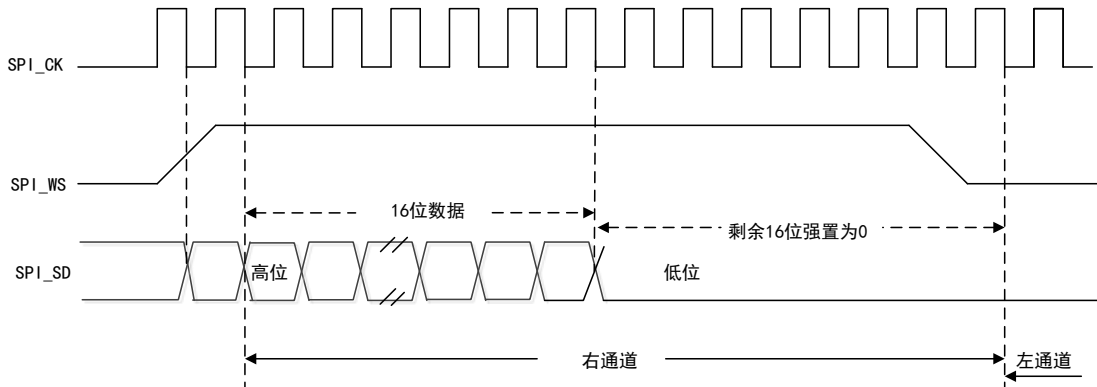 SPI_CK
SPI_WS
16位数据
剩余16位强置为0
SPI_SD
高位
低位
右通道
左通道